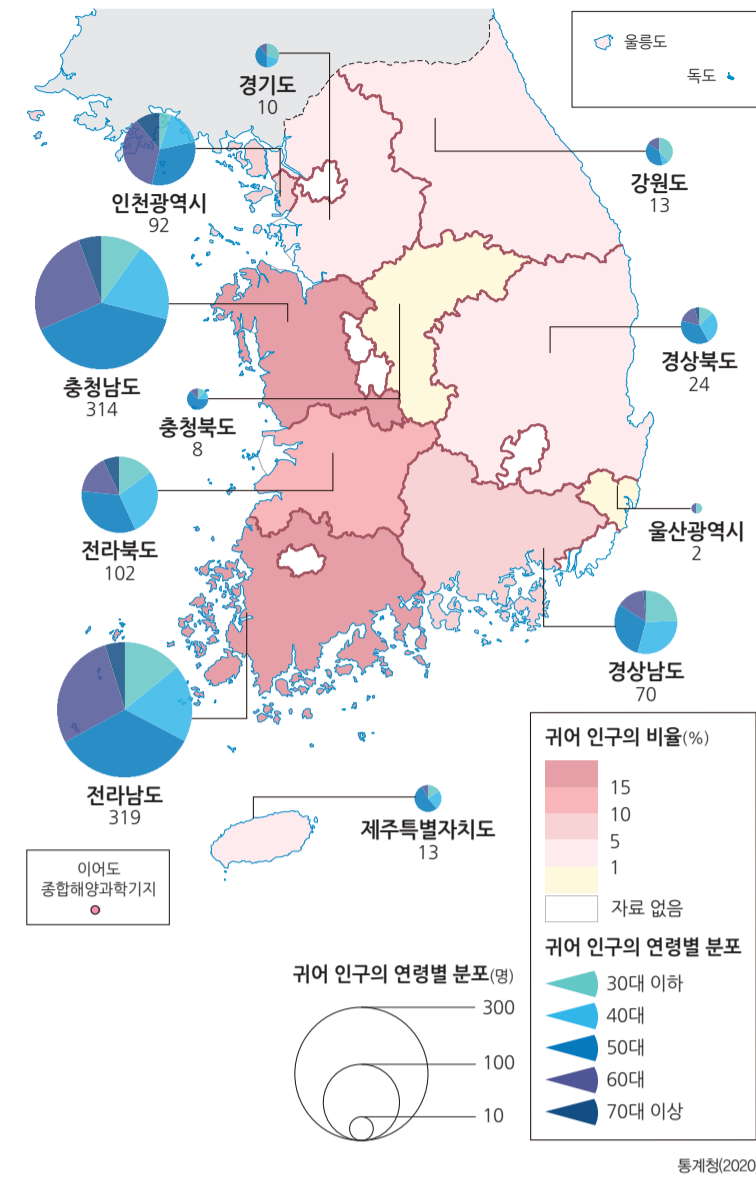 울릉도
독도
경기도
10
인천광역시
92
강원도
13
충청남도
314
충청북도
8
경상북도
24
전라북도
102
울산광역시
2
경상남도
70
전라남도
319
제주특별자치도
13
이어도
종합해양과학기지
귀어 인구의 비율(%)
15
10
5
1
자료 없음
귀어 인구의 연령별 분포
30대 이하
40대
50대
60대
70대 이상
귀어 인구의 연령별 분포(명)
300
100
10
통계청(2020